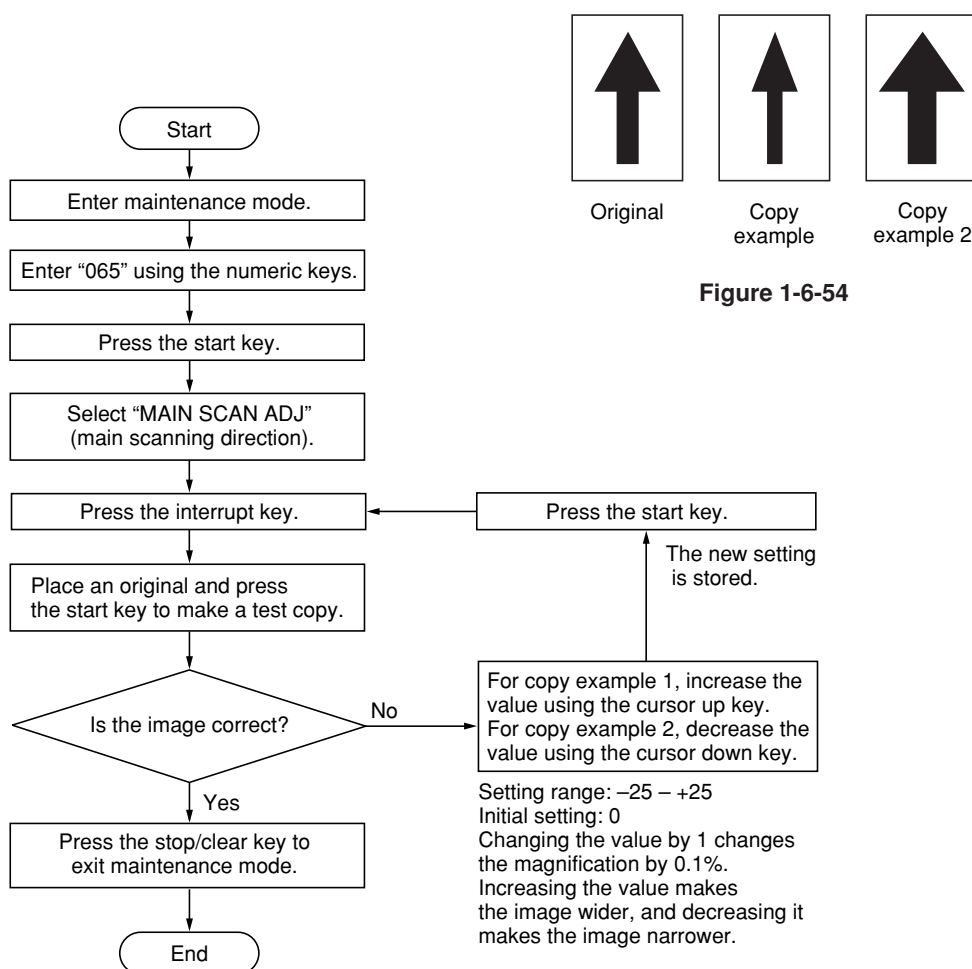 Original
Copy
example
Copy
example 2
Figure 1-6-54
Start
Enter maintenance mode.
Enter “065” using the numeric keys.
Press the start key.
Select “MAIN SCAN ADJ”
(main scanning direction).
Press the interrupt key.
Press the start key.
The new setting
is stored.
Place an original and press
the start key to make a test copy.
Is the image correct?
No
For copy example 1, increase the
value using the cursor up key.
For copy example 2, decrease the
value using the cursor down key.
Setting range: –25 – +25
Initial setting: 0
Changing the value by 1 changes
the magnification by 0.1%.
Increasing the value makes
the image wider, and decreasing it
makes the image narrower.
Yes
Press the stop/clear key to
exit maintenance mode.
End